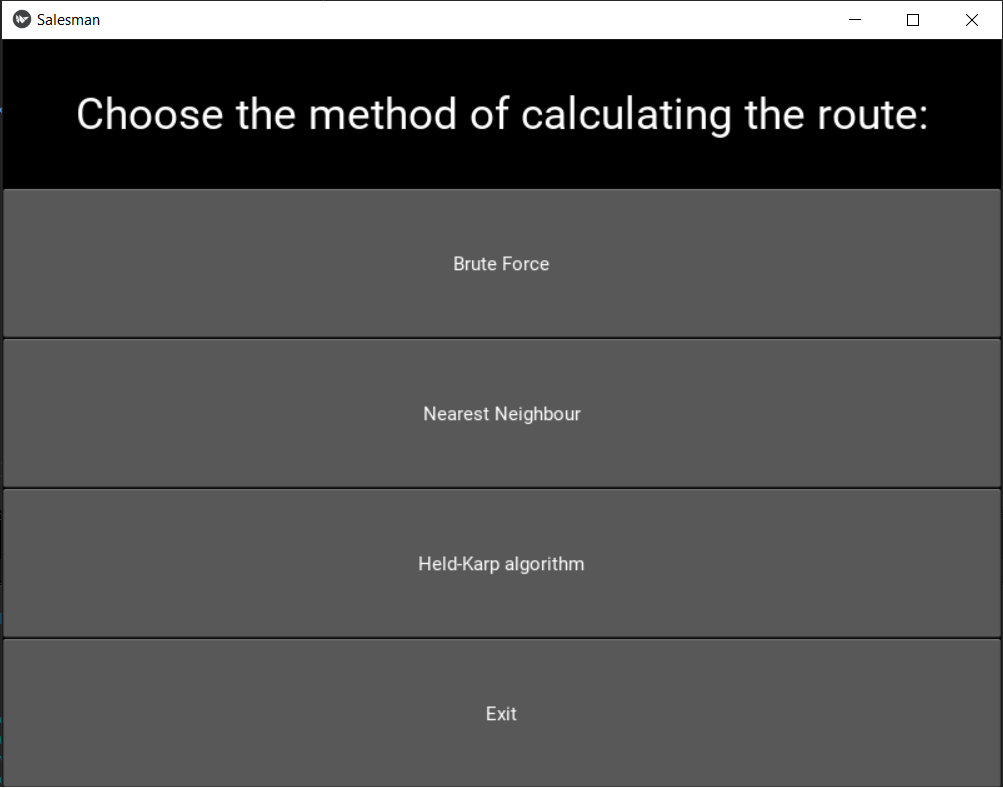 Salesman
Choose the method of calculating the route:
Brute Force
Nearest Neighbour
Held-Karp algorithm
Exit